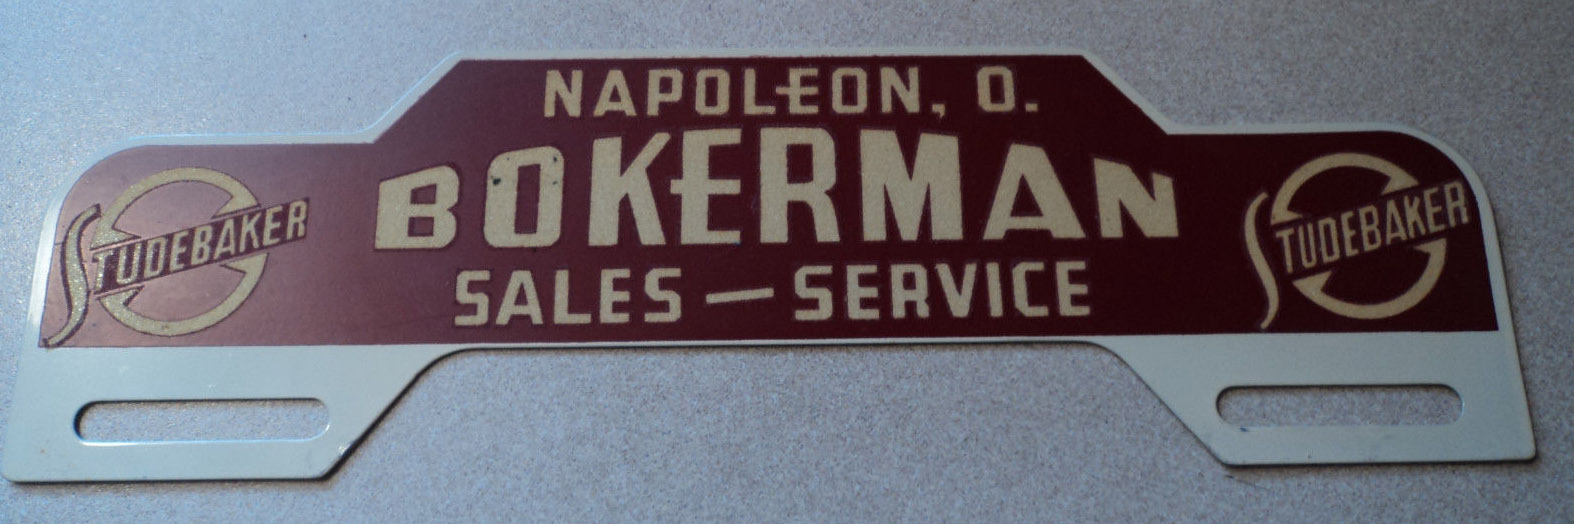 NAPOLEON, O.
BOKERMAN
STUDEBAKER
STUDEBAKER
SALES — SERVICE